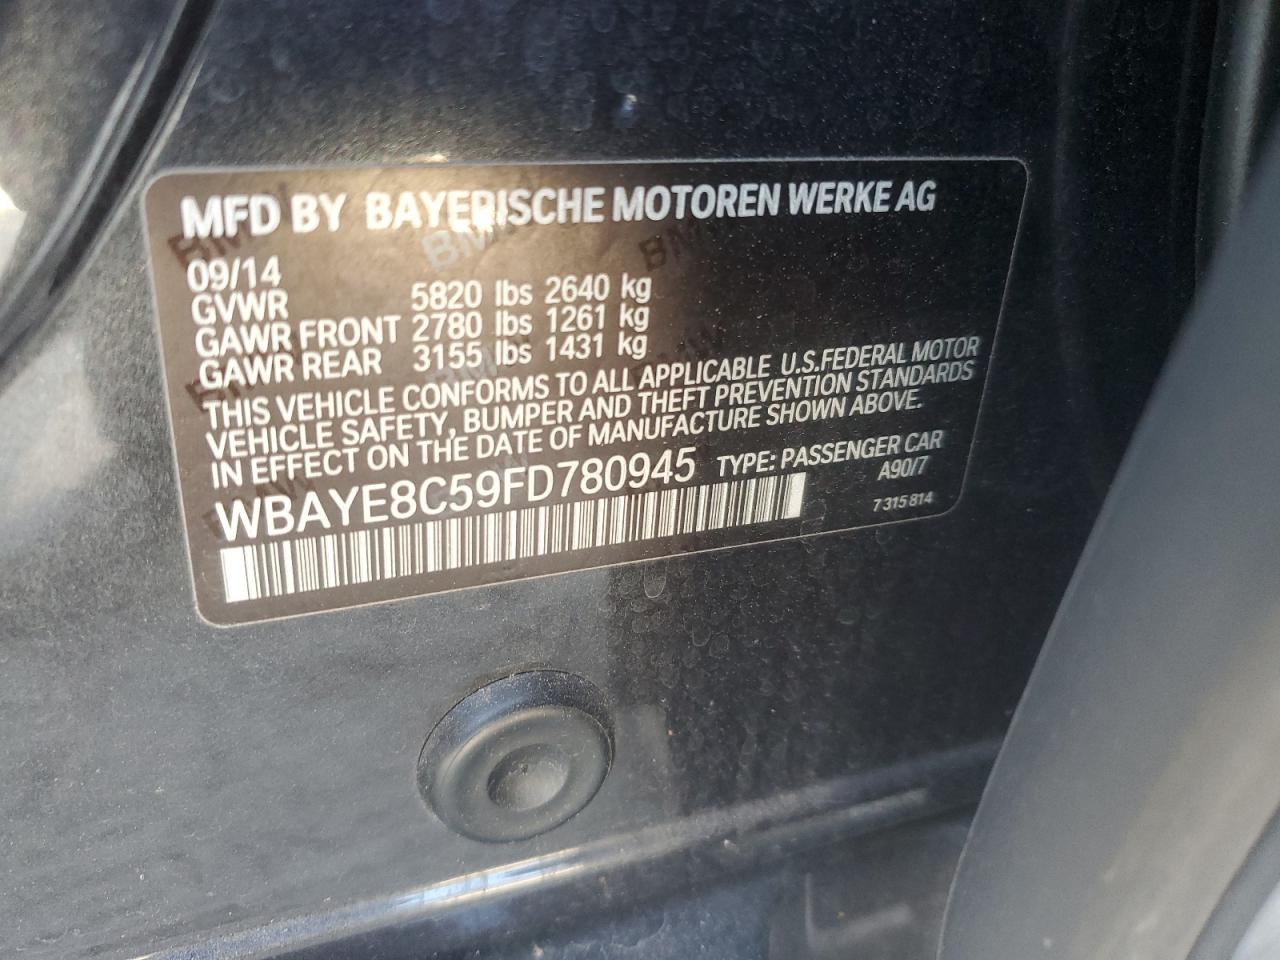 MFD BY BAYERISCHE MOTOREN WERKE AG
09/14
GVWR 5820 lbs 2640 kg
GAWR FRONT 2780 lbs 1261 kg
GAWR REAR 3155 lbs 1431 kg
THIS VEHICLE CONFORMS TO ALL APPLICABLE U.S.FEDERAL MOTOR
VEHICLE SAFETY, BUMPER AND THEFT PREVENTION STANDARDS
IN EFFECT ON THE DATE OF MANUFACTURE SHOWN ABOVE.
WBAYE8C59FD780945 TYPE: PASSENGER CAR
A90/7
7 315 814